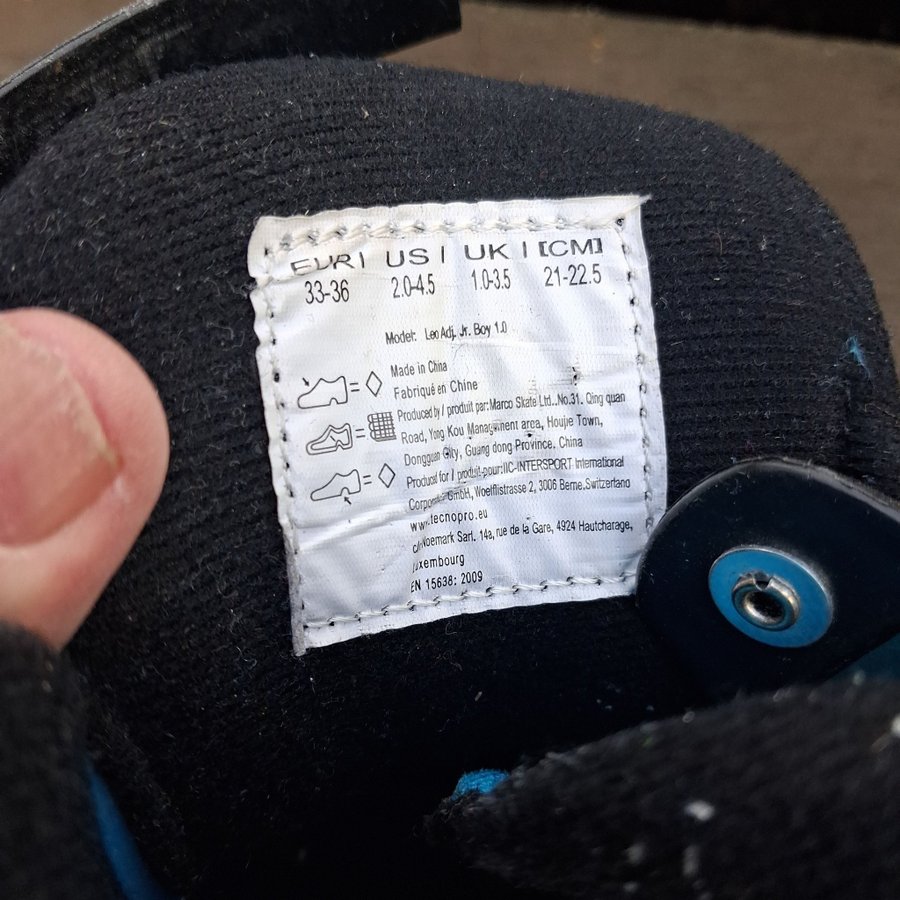 EUR | US | UK | [CM]
33-36 2.0-4.5 1.0-3.5 21-22.5
Model: Leo Adj. Jr. Boy 1.0
Made in China
Fabriqué en Chine
Produced by / produit par:Marco Skate Ltd..No.31. Qing quan
Road, Yong Kou Managment area, Houjie Town,
Dongguan City, Guang dong Province. China
Produced for / produit pour:IIC-INTERSPORT International
GmbH, Woelflistrasse 2, 3006 Berne.Switzerland
www.tecnopro.eu
Noemark Sarl. 14a, rue de la Gare, 4924 Hautcharage,
Luxembourg
EN 15638: 2009